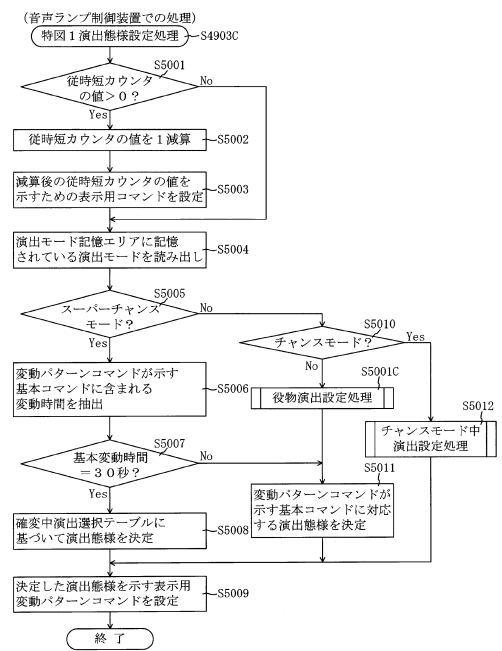 (音声ランプ制御装置での処理)
特図1演出態様設定処理
S4903C
S5001
従時短カウンタ
の値>0?
No
Yes
従時短カウンタの値を1減算
S5002
減算後の従時短カウンタの値を
示すための表示用コマンドを設定
S5003
演出モード記憶エリアに記憶
されている演出モードを読み出し
S5004
S5005
スーパーチャンス
モード?
No
Yes
S5010
チャンスモード?
Yes
No
変動パターンコマンドが示す
基本コマンドに含まれる
変動時間を抽出
S5006
S5001C
役物演出設定処理
S5012
チャンスモード中
演出設定処理
S5007
基本変動時間
=30秒?
No
Yes
S5011
変動パターンコマンドが
示す基本コマンドに対応
する演出態様を決定
確変中演出選択テーブルに
基づいて演出態様を決定
S5008
決定した演出態様を示す表示用
変動パターンコマンドを設定
S5009
終了